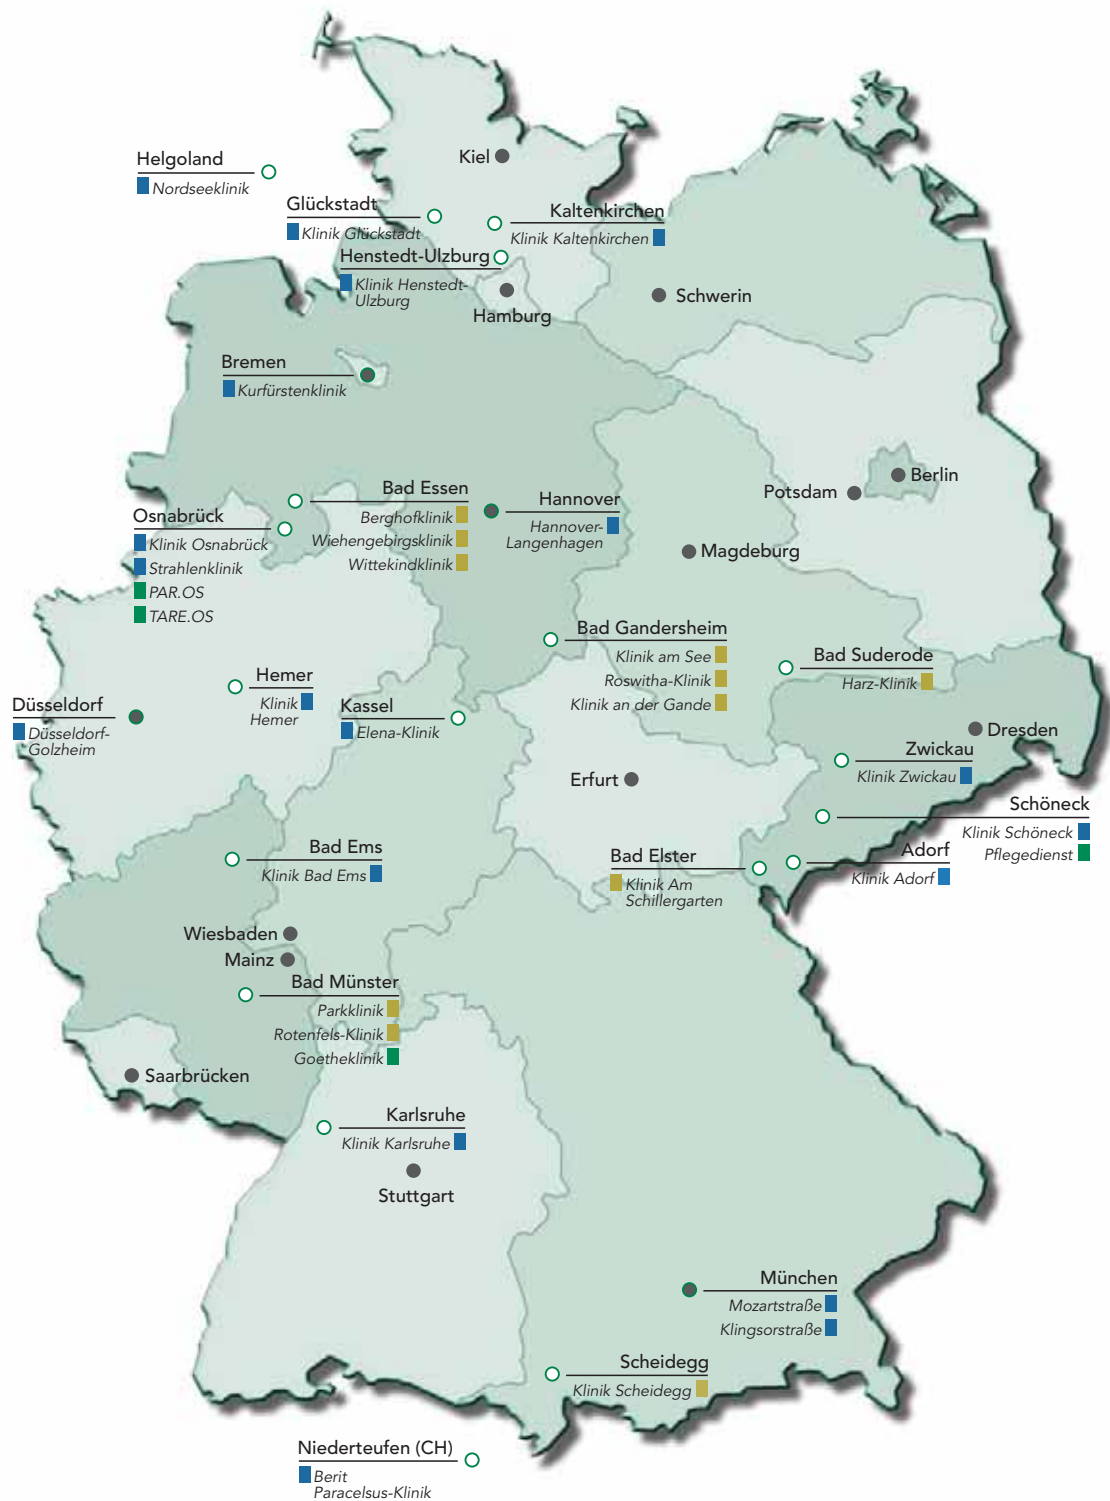 Kiel
Helgoland
Nordseeklinik
Glückstadt
Klinik Glückstadt
Kaltenkirchen
Klinik Kaltenkirchen
Henstedt-Ulzburg
Klinik Henstedt-
Ulzburg
Hamburg
Schwerin
Bremen
Kurfürstenklinik
Berlin
Potsdam
Bad Essen
Berghofklinik
Wiehengebirgsklinik
Wittekindklinik
Hannover
Hannover-
Langenhagen
Osnabrück
Klinik Osnabrück
Strahlenklinik
PAR.OS
TARE.OS
Magdeburg
Bad Gandersheim
Klinik am See
Roswitha-Klinik
Klinik an der Gande
Bad Suderode
Harz-Klinik
Hemer
Klinik
Hemer
Düsseldorf
Düsseldorf-
Golzheim
Kassel
Elena-Klinik
Dresden
Zwickau
Klinik Zwickau
Erfurt
Schöneck
Klinik Schöneck
Pflegedienst
Bad Ems
Klinik Bad Ems
Bad Elster
Klinik Am
Schillergarten
Adorf
Klinik Adorf
Wiesbaden
Mainz
Bad Münster
Parkklinik
Rotenfels-Klinik
Goetheklinik
Saarbrücken
Karlsruhe
Klinik Karlsruhe
Stuttgart
München
Mozartstraße
Klingsorstraße
Scheidegg
Klinik Scheidegg
Niederteufen (CH)
Berit
Paracelsus-Klinik